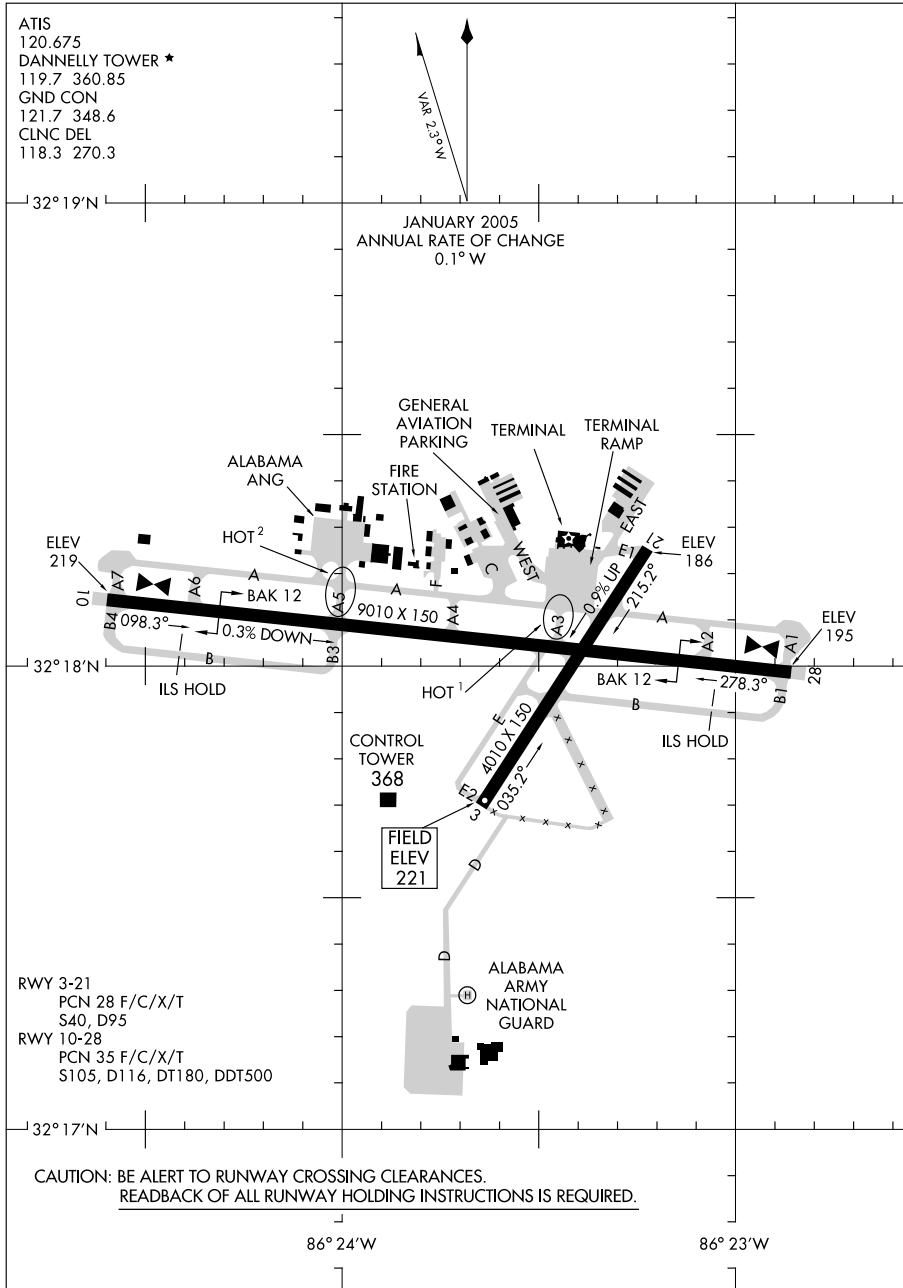 ATIS
120.675
DANNELLY TOWER ★
119.7 360.85
GND CON
121.7 348.6
CLNC DEL
118.3 270.3
VAR 2.3° W
32° 19'N
JANUARY 2005
ANNUAL RATE OF CHANGE
0.1° W
GENERAL
AVIATION
PARKING
TERMINAL
TERMINAL
RAMP
ALABAMA
ANG
FIRE
STATION
HOT 2
EAST
WEST
C
F
ELEV
219
A7
A6
A
A
A5
A4
BAK 12
9010 X 150
10
B4
098.3°
0.3% DOWN
B3
B
ILS HOLD
E1
21
ELEV
186
0.9% UP
215.2°
A3
A
A2
A1
ELEV
195
28
HOT 1
BAK 12
278.3°
B
B1
ILS HOLD
32° 18'N
E
4010 X 150
035.2°
E2
3
CONTROL
TOWER
368
FIELD
ELEV
221
D
D
H
ALABAMA
ARMY
NATIONAL
GUARD
RWY 3-21
PCN 28 F/C/X/T
S40, D95
RWY 10-28
PCN 35 F/C/X/T
S105, D116, DT180, DDT500
32° 17'N
CAUTION: BE ALERT TO RUNWAY CROSSING CLEARANCES.
READBACK OF ALL RUNWAY HOLDING INSTRUCTIONS IS REQUIRED.
86° 24'W
86° 23'W